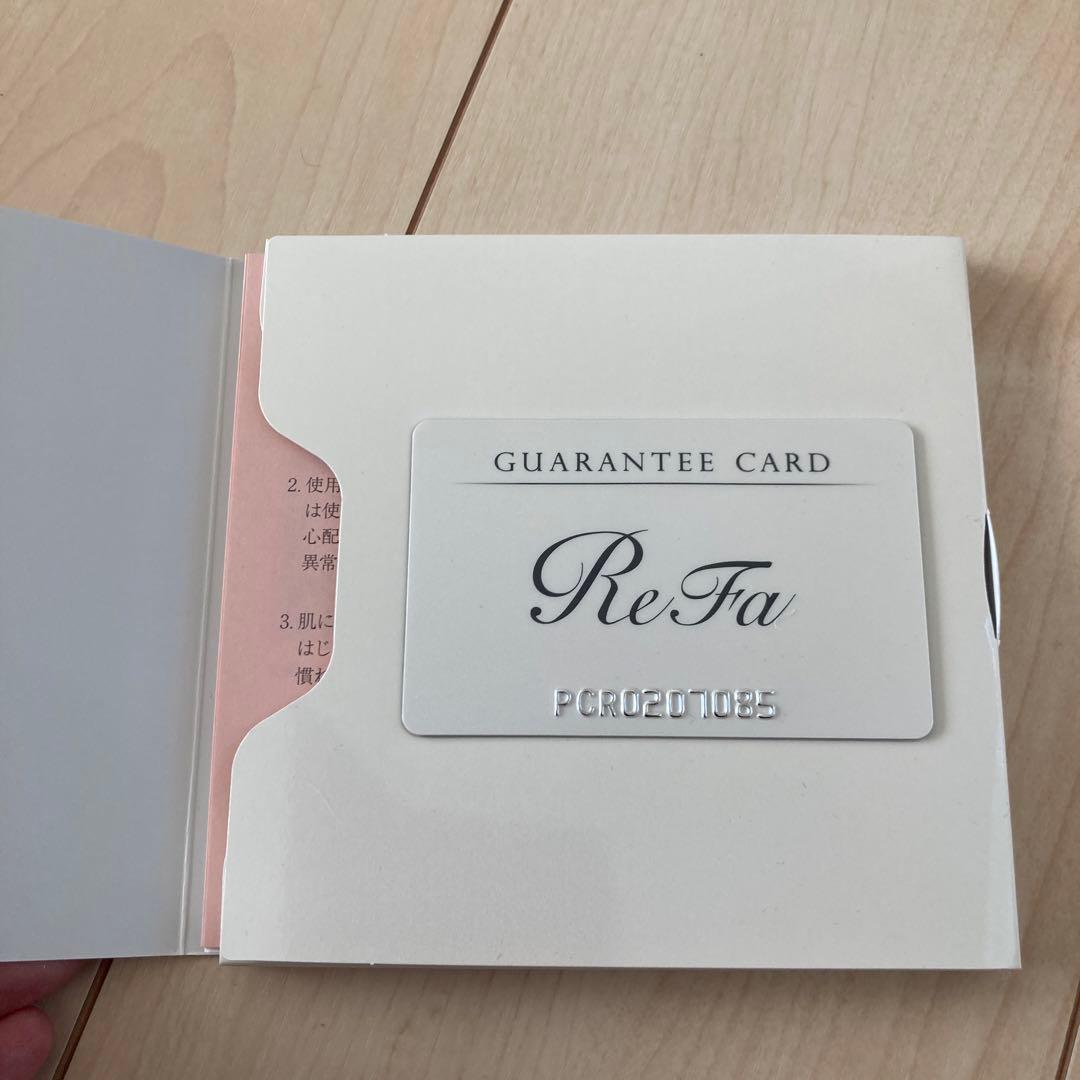 2. 使用
は使
心配
異常
3. 肌に
はじ
慣れ
GUARANTEE CARD
ReFa
PCR0207085